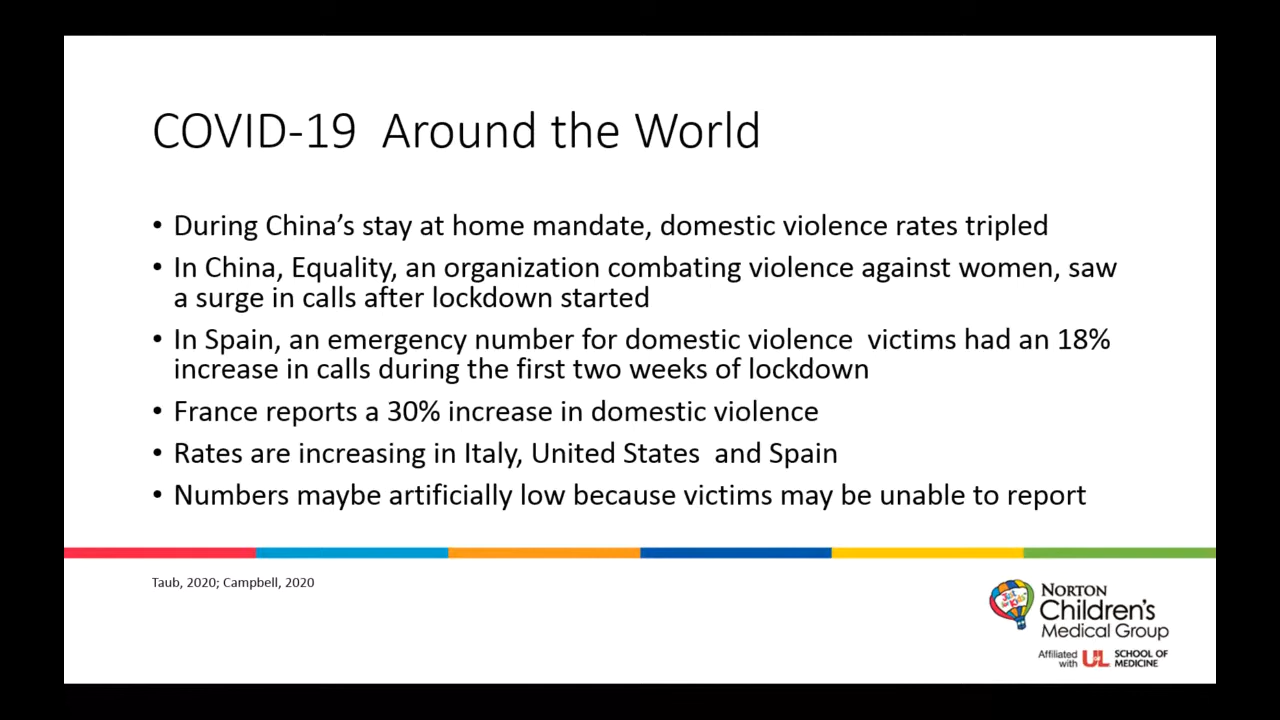 COVID-19  Around the World
• During China’s stay at home mandate, domestic violence rates tripled
• In China, Equality, an organization combating violence against women, saw
a surge in calls after lockdown started
• In Spain, an emergency number for domestic violence  victims had an 18%
increase in calls during the first two weeks of lockdown
• France reports a 30% increase in domestic violence
• Rates are increasing in Italy, United States  and Spain
• Numbers maybe artificially low because victims may be unable to report
Taub, 2020; Campbell, 2020
Just for Kids
NORTON
Children's
Medical Group
Affiliated
with
UL
SCHOOL OF
MEDICINE